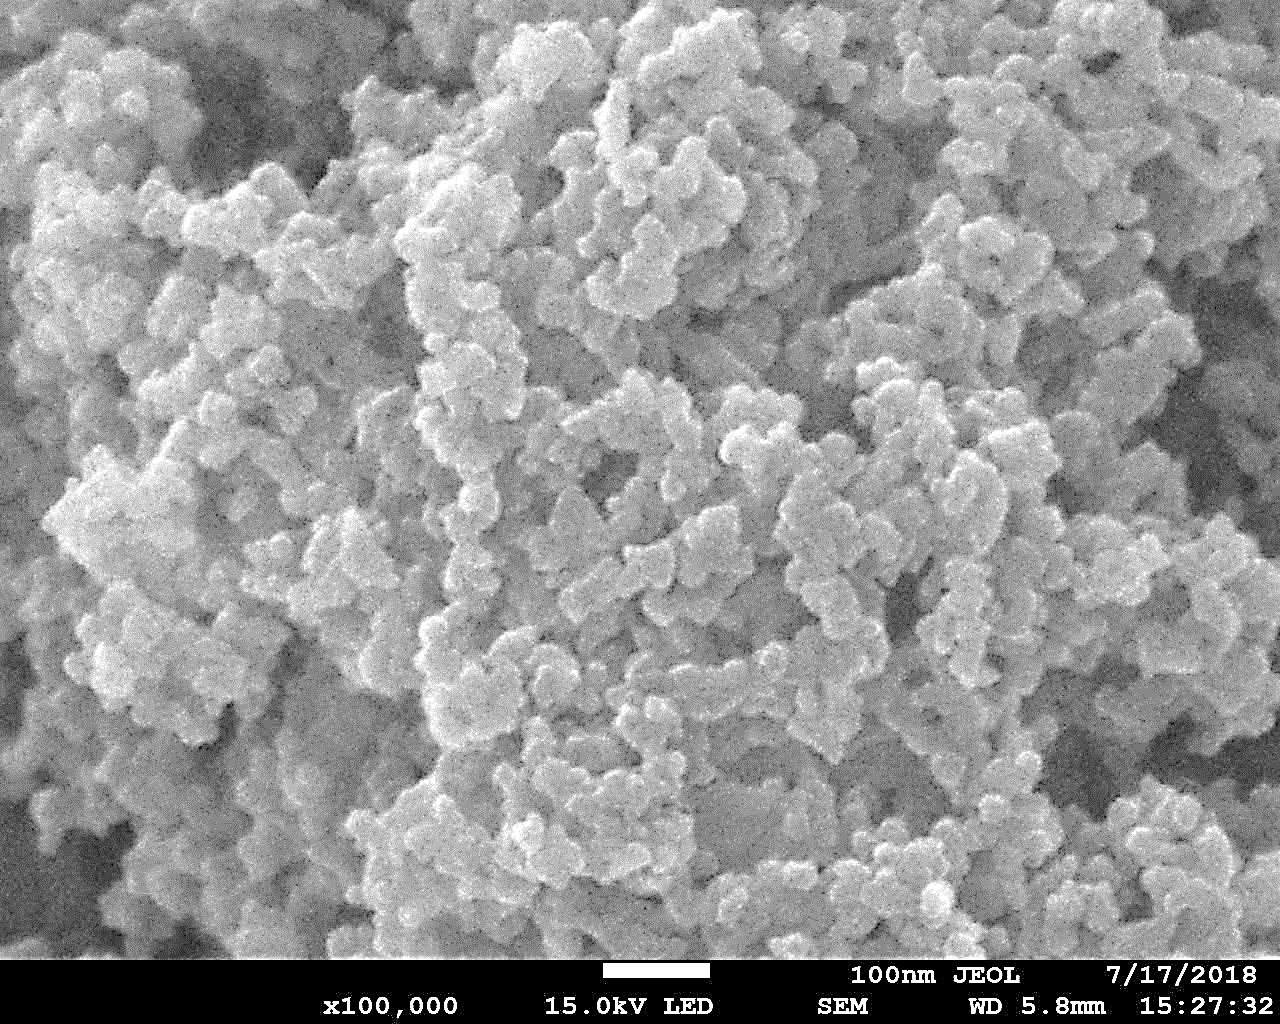 100nm JEOL 7/17/2018
x100,000 15.0kV LED SEM WD 5.8mm 15:27:32